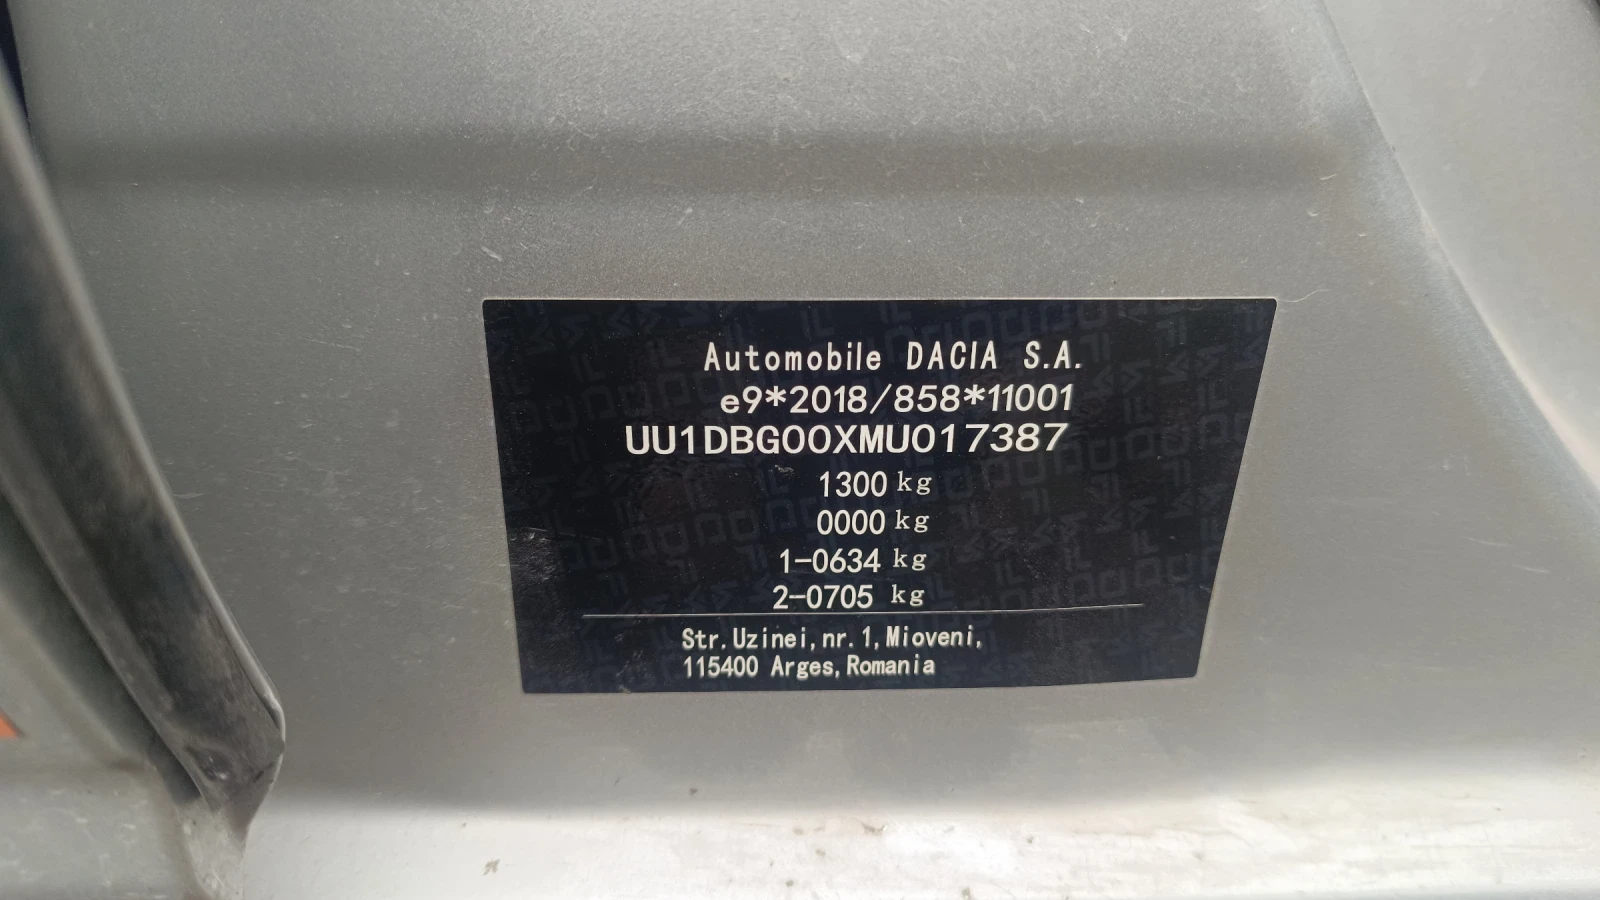 Automobile DACIA S.A.
e9*2018/858*11001
UU1DBG00XMU017387
1300 kg
0000 kg
1-0634 kg
2-0705 kg
Str.Uzinei,nr.1,Mioveni,
115400 Arges,Romania